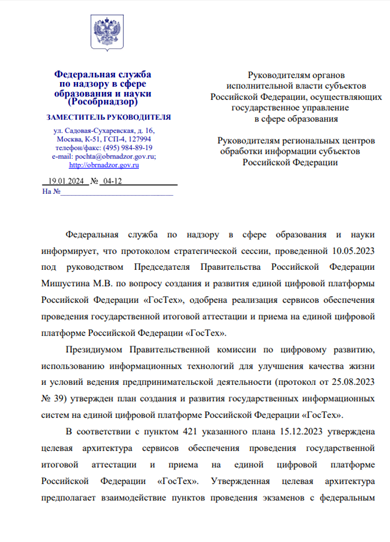 Федеральная служба
по надзору в сфере
образования и науки
(Рособрнадзор)
ЗАМЕСТИТЕЛЬ РУКОВОДИТЕЛЯ
ул. Садовая-Сухаревская, д. 16,
Москва, К-51, ГСП-4, 127994
телефон/факс: (495) 984-89-19
e-mail: pochta@obrnadzor.gov.ru;
http://obrnadzor.gov.ru
19.01.2024 № 04-12
На №
Руководителям органов
исполнительной власти субъектов
Российской Федерации, осуществляющих
государственное управление
в сфере образования
Руководителям региональных центров
обработки информации субъектов
Российской Федерации
Федеральная служба по надзору в сфере образования и науки
информирует, что протоколом стратегической сессии, проведенной 10.05.2023
под руководством Председателя Правительства Российской Федерации
Мишустина М.В. по вопросу создания и развития единой цифровой платформы
Российской Федерации «ГосТех», одобрена реализация сервисов обеспечения
проведения государственной итоговой аттестации и приема на единой цифровой
платформе Российской Федерации «ГосТех».
Президиумом Правительственной комиссии по цифровому развитию,
использованию информационных технологий для улучшения качества жизни
и условий ведения предпринимательской деятельности (протокол от 25.08.2023
№ 39) утвержден план создания и развития государственных информационных
систем на единой цифровой платформе Российской Федерации «ГосТех».
В соответствии с пунктом 421 указанного плана 15.12.2023 утверждена
целевая архитектура сервисов обеспечения проведения государственной
итоговой аттестации и приема на единой цифровой платформе
Российской Федерации «ГосТех». Утвержденная целевая архитектура
предполагает взаимодействие пунктов проведения экзаменов с федеральным